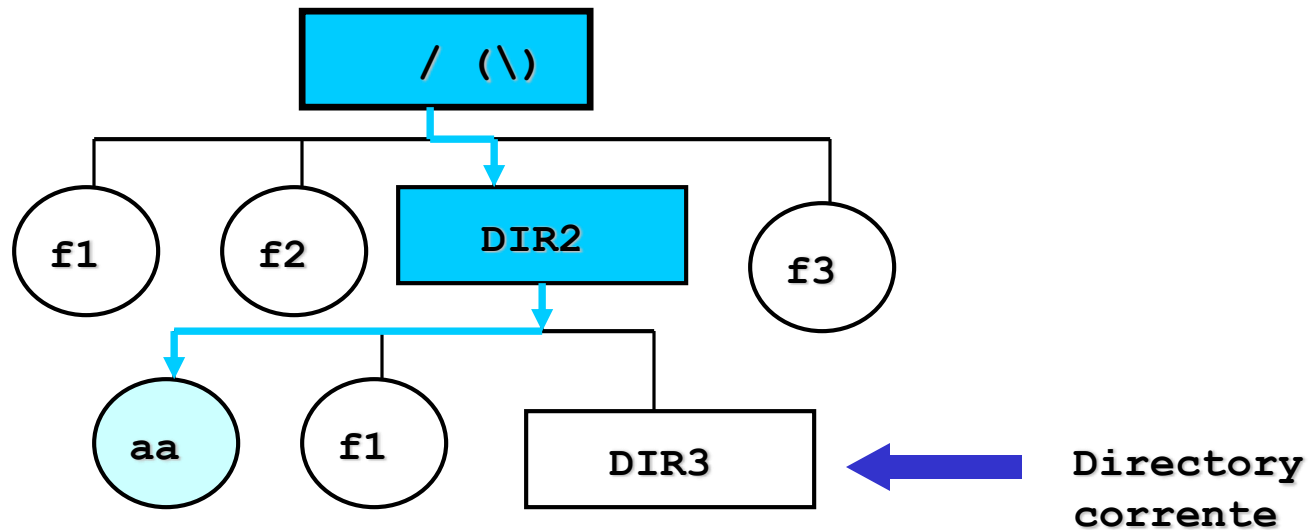 / (\)
f1
f2
DIR2
f3
aa
f1
DIR3
Directory
corrente